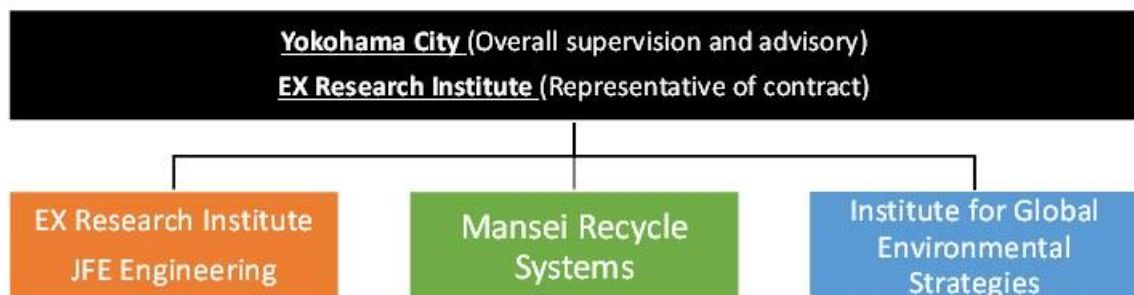 Yokohama City (Overall supervision and advisory)
EX Research Institute (Representative of contract)
EX Research Institute
JFE Engineering
Mansei Recycle
Systems
Institute for Global
Environmental
Strategies